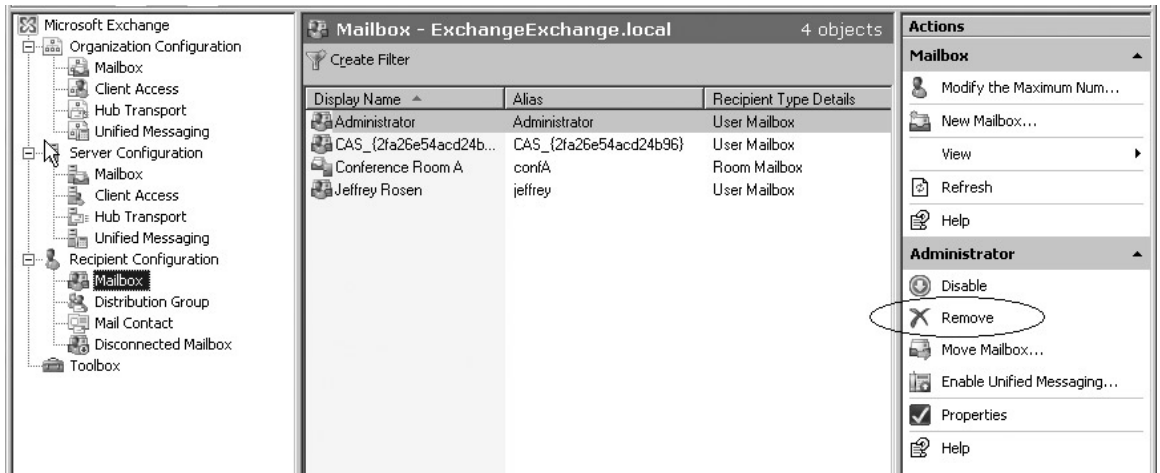 Microsoft Exchange
Organization Configuration
Mailbox
Client Access
Hub Transport
Unified Messaging
Server Configuration
Mailbox
Client Access
Hub Transport
Unified Messaging
Recipient Configuration
Mailbox
Distribution Group
Mail Contact
Disconnected Mailbox
Toolbox
Mailbox - ExchangeExchange.local 4 objects
Create Filter
Display Name Alias Recipient Type Details
Administrator Administrator User Mailbox
CAS_{2fa26e54acd24b... CAS_{2fa26e54acd24b96} User Mailbox
Conference Room A confA Room Mailbox
Jeffrey Rosen jeffrey User Mailbox
Actions
Mailbox
Modify the Maximum Num...
New Mailbox...
View
Refresh
Help
Administrator
Disable
Remove
Move Mailbox...
Enable Unified Messaging...
Properties
Help